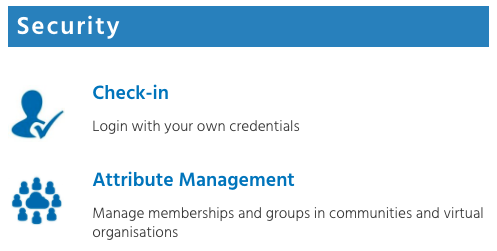 Security
Check-in
Login with your own credentials
Attribute Management
Manage memberships and groups in communities and virtual
organisations